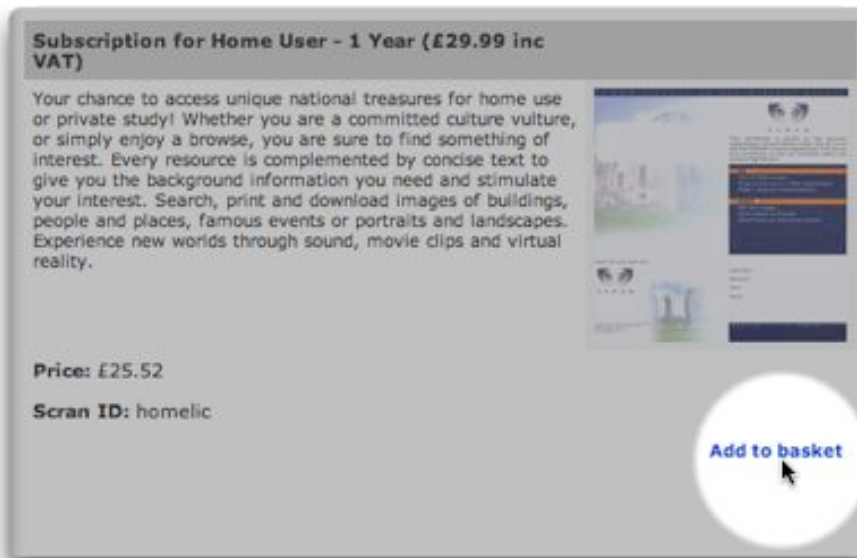 Subscription for Home User - 1 Year (£29.99 inc
VAT)
Your chance to access unique national treasures for home use
or private study! Whether you are a committed culture vulture,
or simply enjoy a browse, you are sure to find something of
interest. Every resource is complemented by concise text to
give you the background information you need and stimulate
your interest. Search, print and download images of buildings,
people and places, famous events or portraits and landscapes.
Experience new worlds through sound, movie clips and virtual
reality.
Price: £25.52
Scran ID: homelic
Add to basket